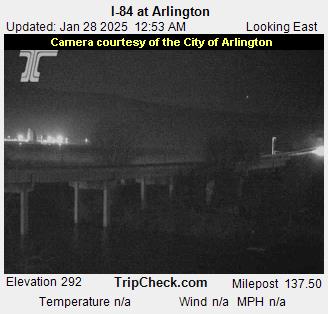 I-84 at Arlington
Updated: Jan 28 2025 12:53 AM Looking East
Camera courtesy of the City of Arlington
Elevation 292 TripCheck.com Milepost 137.50
Temperature n/a Wind n/a MPH n/a